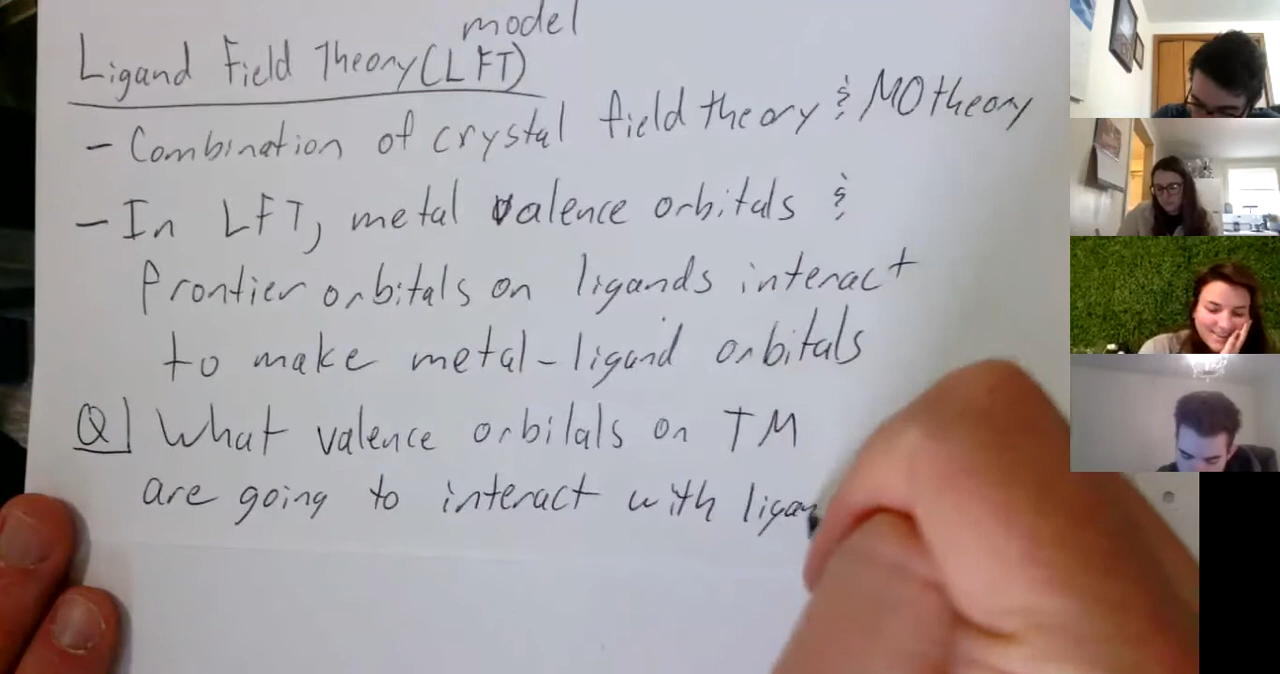 model
Ligand Field Theory (LFT)
- Combination of crystal field theory & MO theory
- In LFT, metal valence orbitals &
frontier orbitals on ligands interact
to make metal-ligand orbitals
Q] What valence orbitals on TM
are going to interact with ligan